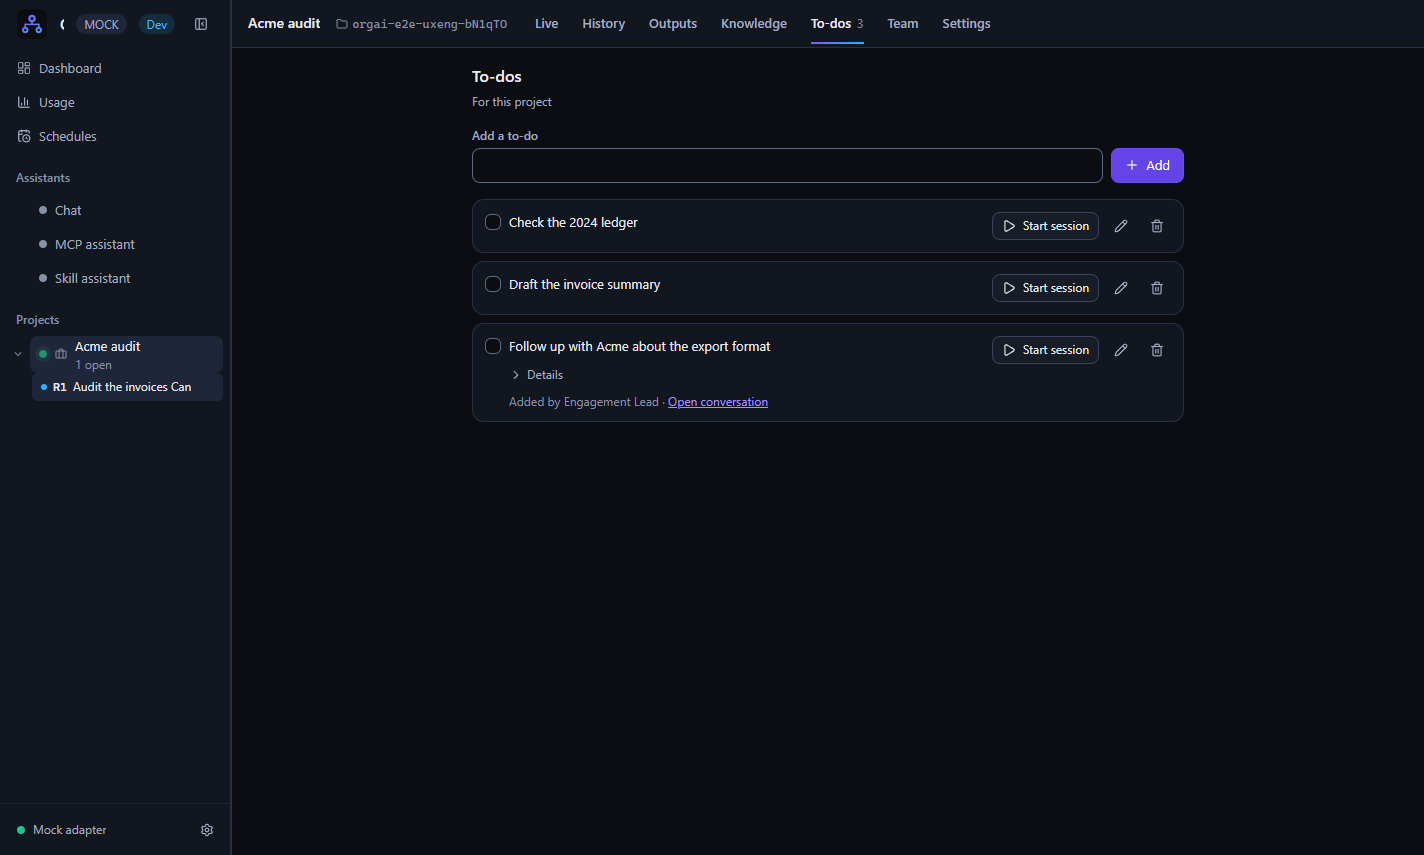 MOCK
Dev
Dashboard
Usage
Schedules
Assistants
Chat
MCP assistant
Skill assistant
Projects
Acme audit
1 open
R1 Audit the invoices Can
Mock adapter
Acme audit
orgai-e2e-uxeng-bN1qTO
Live
History
Outputs
Knowledge
To-dos 3
Team
Settings
To-dos
For this project
Add a to-do
Add
Check the 2024 ledger
Start session
Draft the invoice summary
Start session
Follow up with Acme about the export format
Start session
Details
Added by Engagement Lead · Open conversation